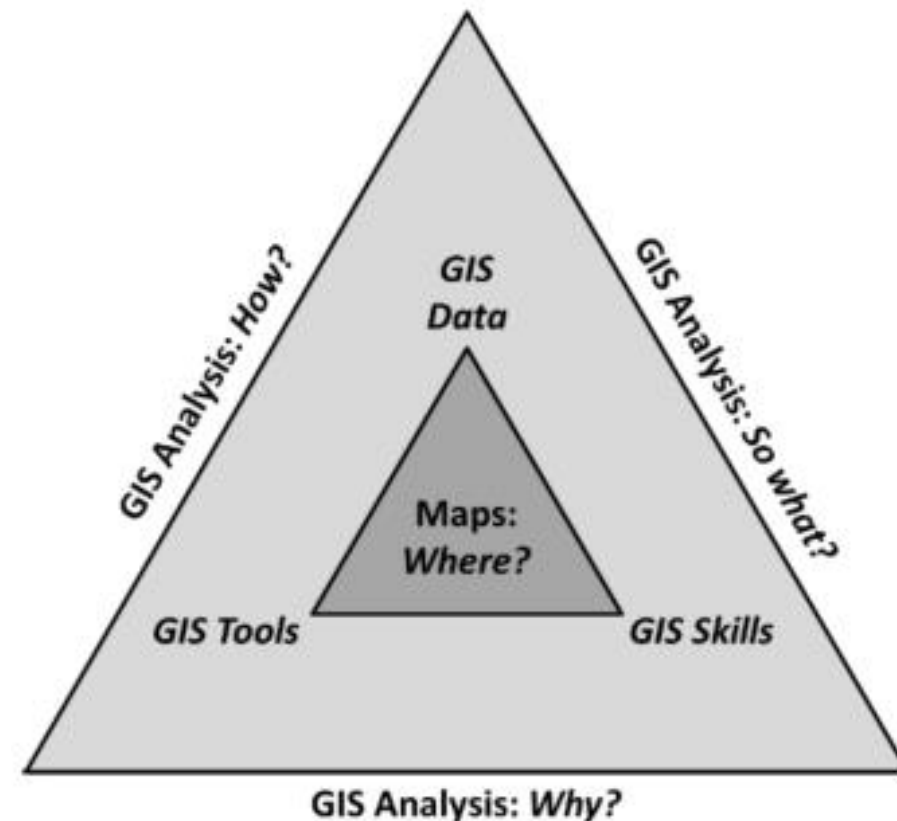 GIS Analysis: How?
GIS Analysis: So what?
GIS
Data
Maps:
Where?
GIS Tools
GIS Skills
GIS Analysis: Why?